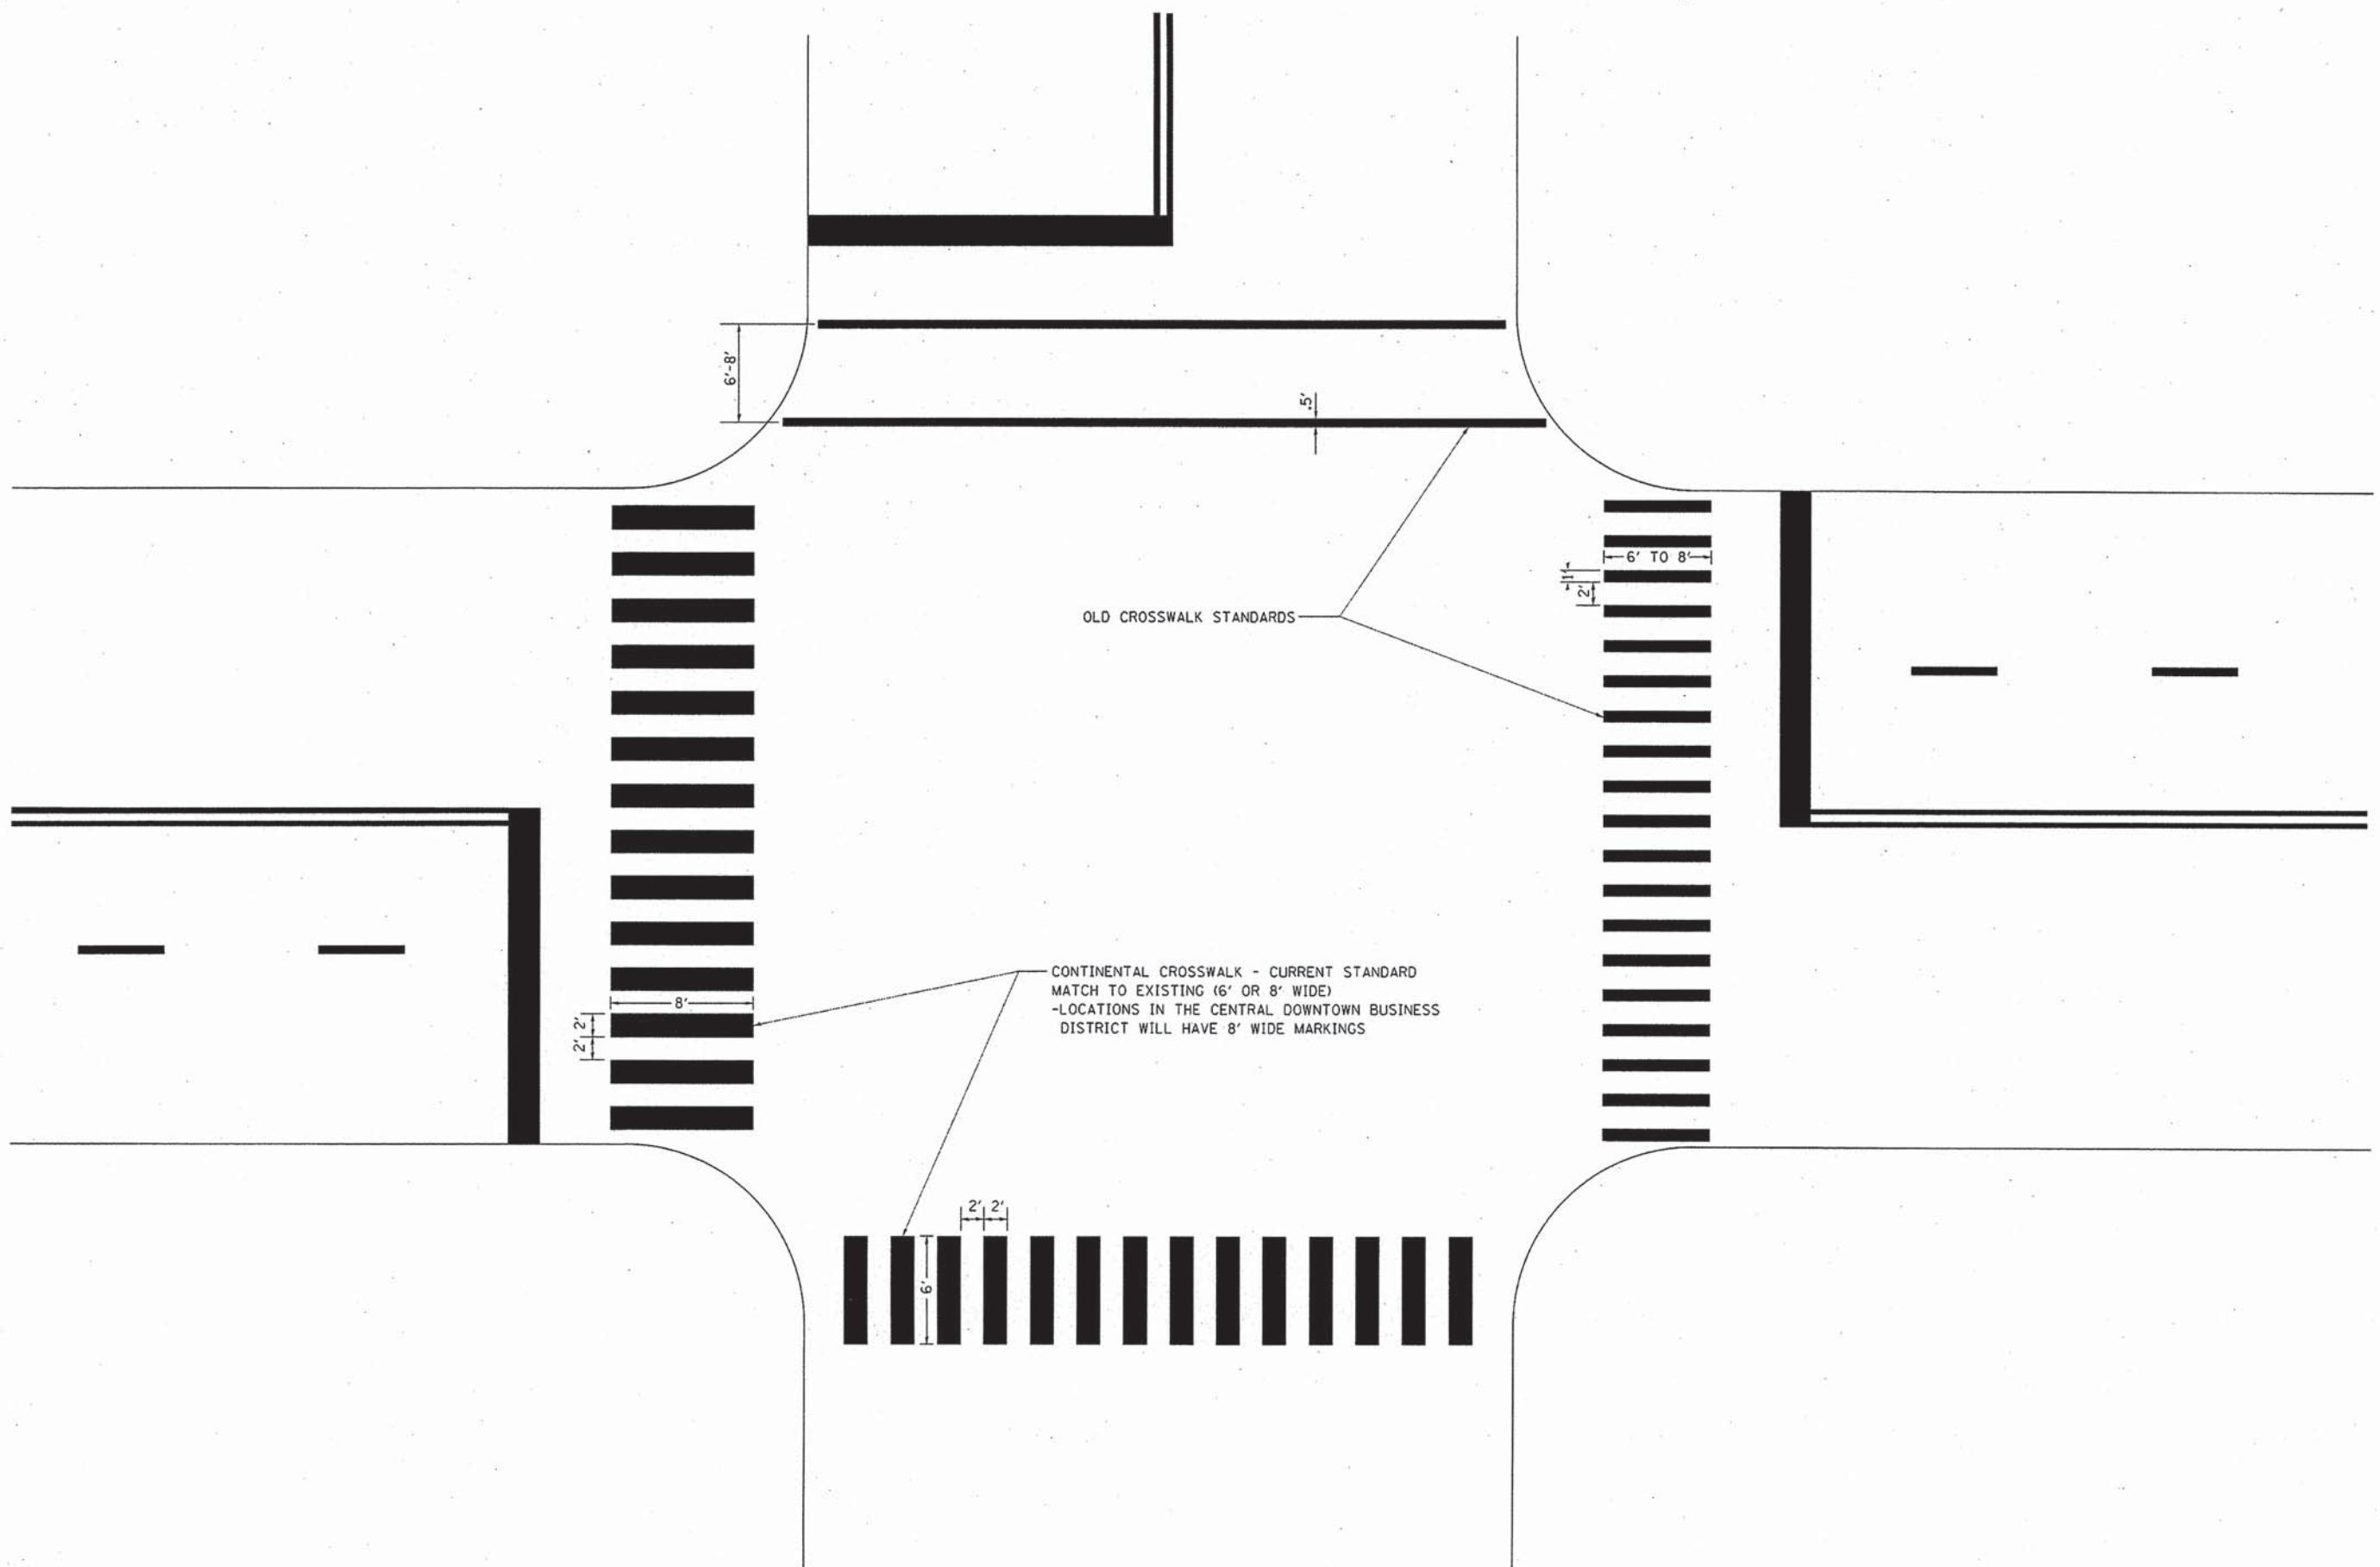 6'-8'
.5'
6' TO 8'
1'
2'
OLD CROSSWALK STANDARDS
CONTINENTAL CROSSWALK - CURRENT STANDARD
MATCH TO EXISTING (6' OR 8' WIDE)
-LOCATIONS IN THE CENTRAL DOWNTOWN BUSINESS
DISTRICT WILL HAVE 8' WIDE MARKINGS
8'
2'
2'
2' 2'
6'